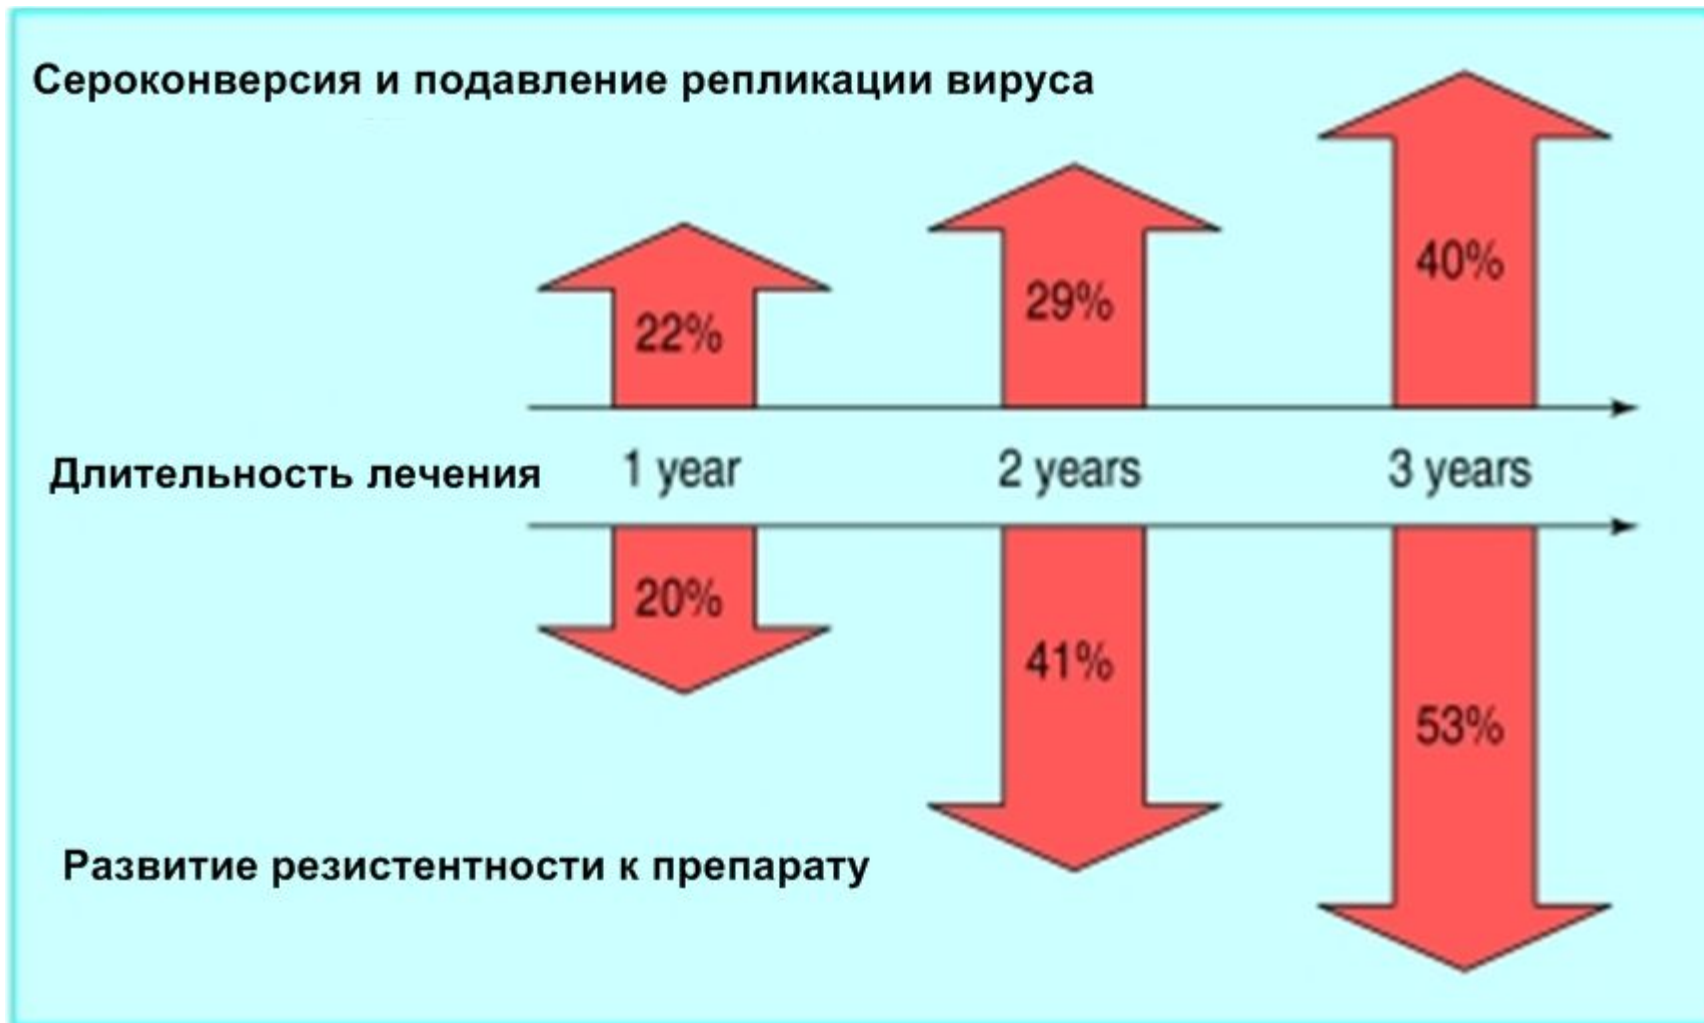 Сероконверсия и подавление репликации вируса
22%
29%
40%
Длительность лечения 1 year 2 years 3 years
20%
41%
53%
Развитие резистентности к препарату